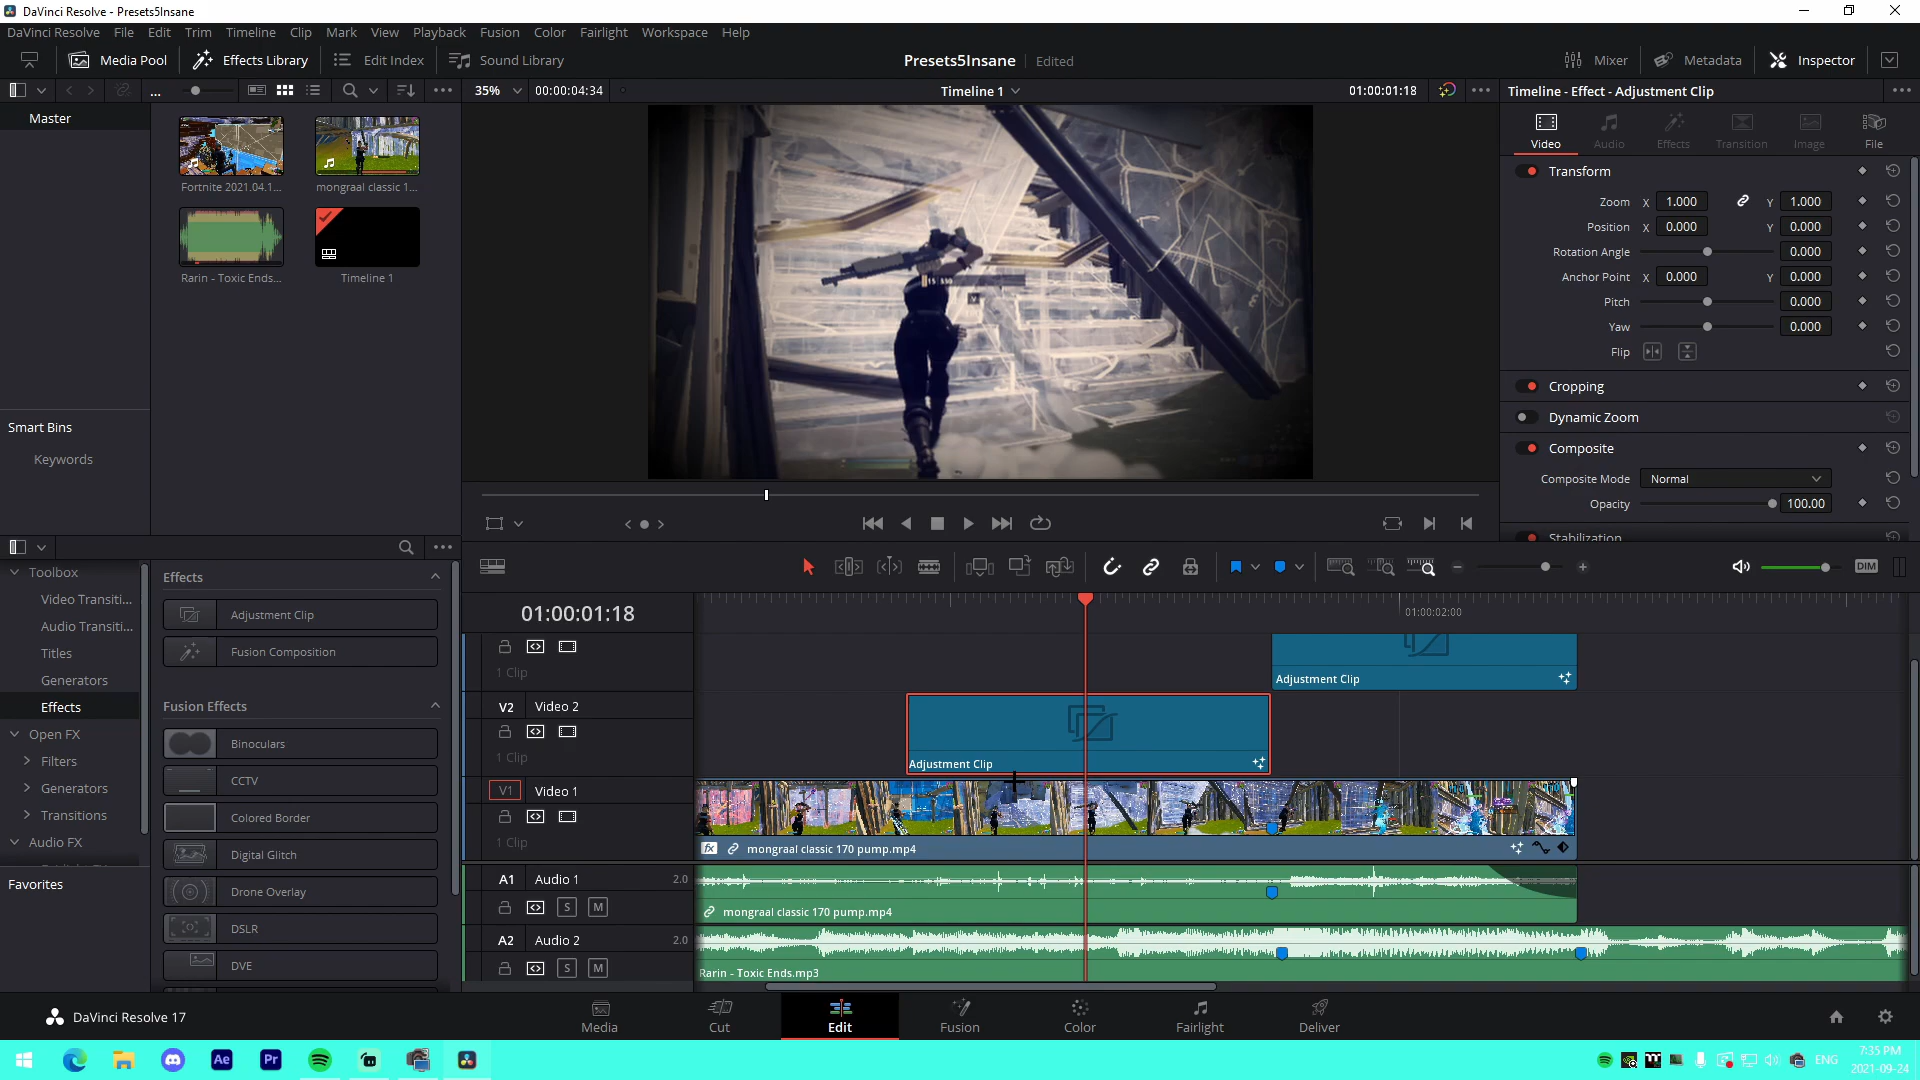 DaVinci Resolve - Presets5Insane
DaVinci Resolve File Edit Trim Timeline Clip Mark View Playback Fusion Color Fairlight Workspace Help
Media Pool Effects Library Edit Index Sound Library Presets5Insane Edited Mixer Metadata Inspector
... 35% 00:00:04:34 Timeline 1 01:00:01:18 Timeline - Effect - Adjustment Clip
Master
Fortnite 2021.04.1... mongraal classic 1...
Rarin - Toxic Ends... Timeline 1
Smart Bins
Keywords
Video Audio Effects Transition Image File
Transform
Zoom X 1.000 Y 1.000
Position X 0.000 Y 0.000
Rotation Angle 0.000
Anchor Point X 0.000 Y 0.000
Pitch 0.000
Yaw 0.000
Flip
Cropping
Dynamic Zoom
Composite
Composite Mode Normal
Opacity 100.00
Stabilization
Toolbox
Video Transiti...
Audio Transiti...
Titles
Generators
Effects
Open FX
Filters
Generators
Transitions
Audio FX
Favorites
Effects
Adjustment Clip
Fusion Composition
Fusion Effects
Binoculars
CCTV
Colored Border
Digital Glitch
Drone Overlay
DSLR
DVE
DIM
01:00:01:18 01:00:02:00
1 Clip
Adjustment Clip
V2 Video 2
1 Clip
Adjustment Clip
V1 Video 1
1 Clip
fx mongraal classic 170 pump.mp4
A1 Audio 1 2.0
S M
mongraal classic 170 pump.mp4
A2 Audio 2 2.0
S M
Rarin - Toxic Ends.mp3
DaVinci Resolve 17 Media Cut Edit Fusion Color Fairlight Deliver
Ae Pr ENG 7:35 PM
2021-09-24